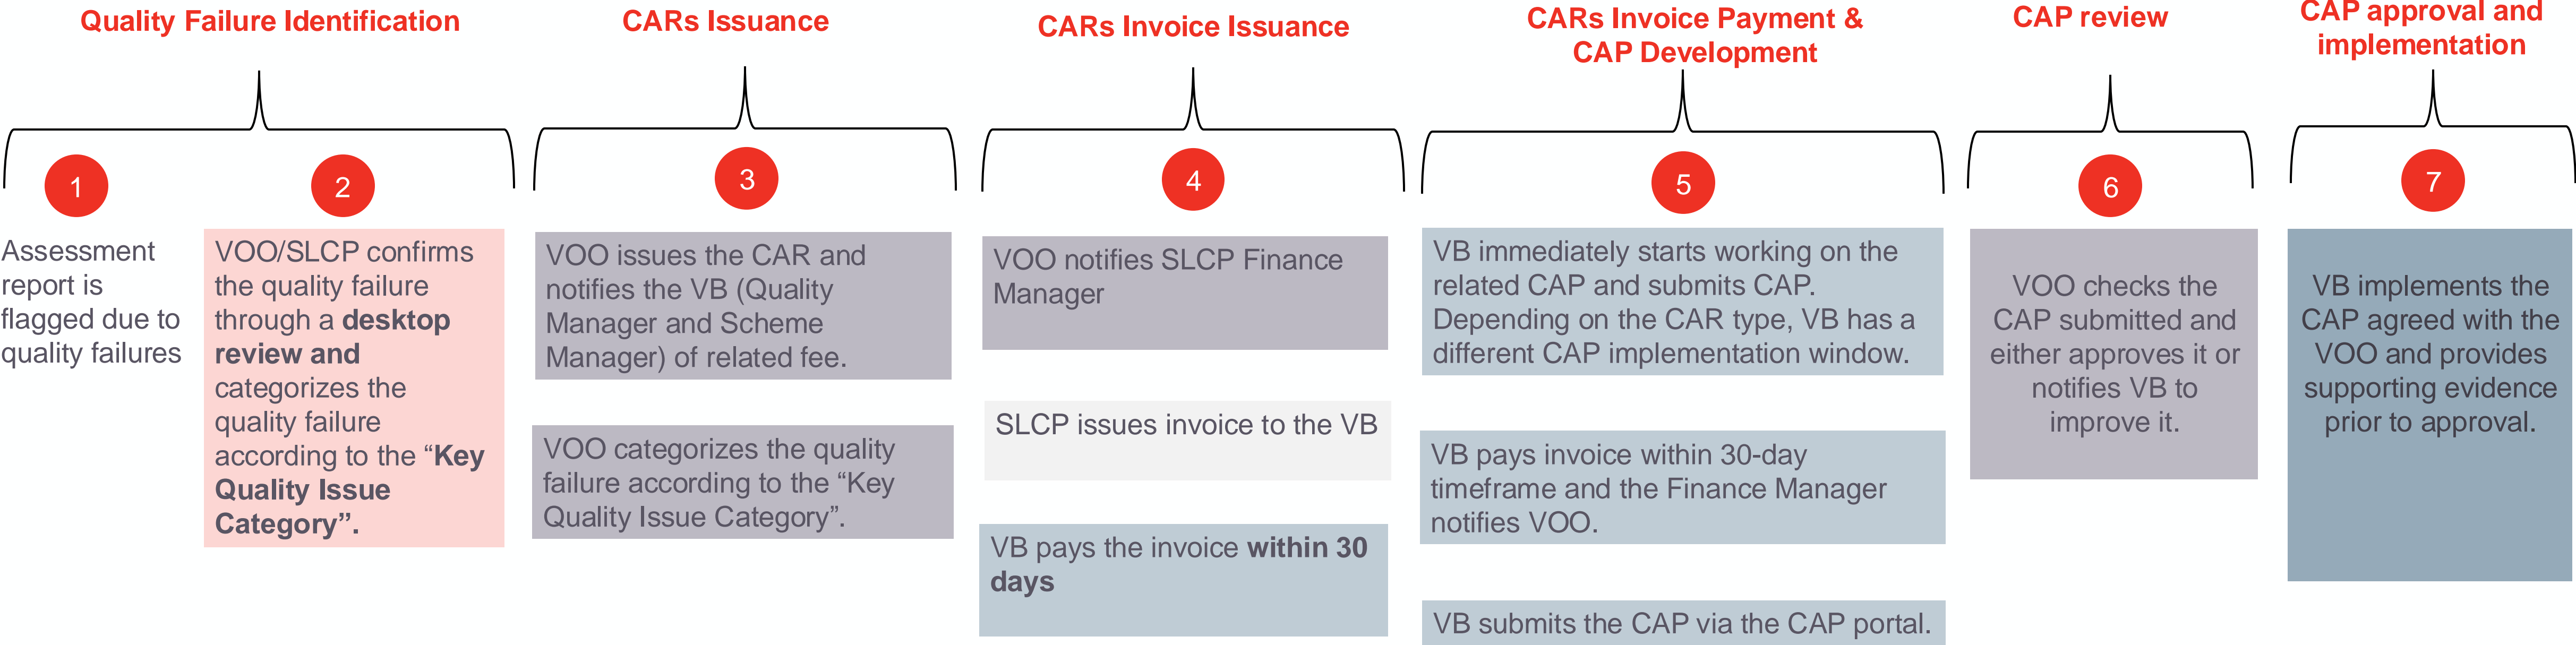 Quality Failure Identification
1
2
Assessment
report is
flagged due to
quality failures
VOO/SLCP confirms
the quality failure
through a desktop
review and
categorizes the
quality failure
according to the “Key
Quality Issue
Category”.
CARs Issuance
3
VOO issues the CAR and
notifies the VB (Quality
Manager and Scheme
Manager) of related fee.
VOO categorizes the quality
failure according to the “Key
Quality Issue Category”.
CARs Invoice Issuance
4
VOO notifies SLCP Finance
Manager
SLCP issues invoice to the VB
VB pays the invoice within 30
days
CARs Invoice Payment &
CAP Development
5
VB immediately starts working on the
related CAP and submits CAP.
Depending on the CAR type, VB has a
different CAP implementation window.
VB pays invoice within 30-day
timeframe and the Finance Manager
notifies VOO.
VB submits the CAP via the CAP portal.
CAP review
6
VOO checks the
CAP submitted and
either approves it or
notifies VB to
improve it.
CAP approval and
implementation
7
VB implements the
CAP agreed with the
VOO and provides
supporting evidence
prior to approval.